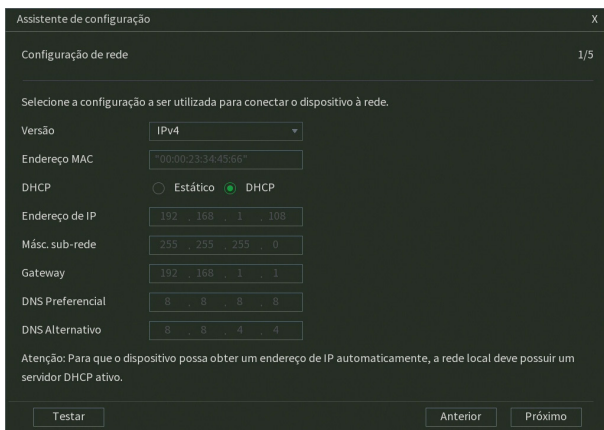 Assistente de configuração X
Configuração de rede 1/5
Selecione a configuração a ser utilizada para conectar o dispositivo à rede.
Versão IPv4
Endereço MAC "00:00:23:34:45:66"
DHCP Estático DHCP
Endereço de IP 192 . 168 . 1 . 108
Másc. sub-rede 255 . 255 . 255 . 0
Gateway 192 . 168 . 1 . 1
DNS Preferencial 8 . 8 . 8 . 8
DNS Alternativo 8 . 8 . 4 . 4
Atenção: Para que o dispositivo possa obter um endereço de IP automaticamente, a rede local deve possuir um
servidor DHCP ativo.
Testar Anterior Próximo